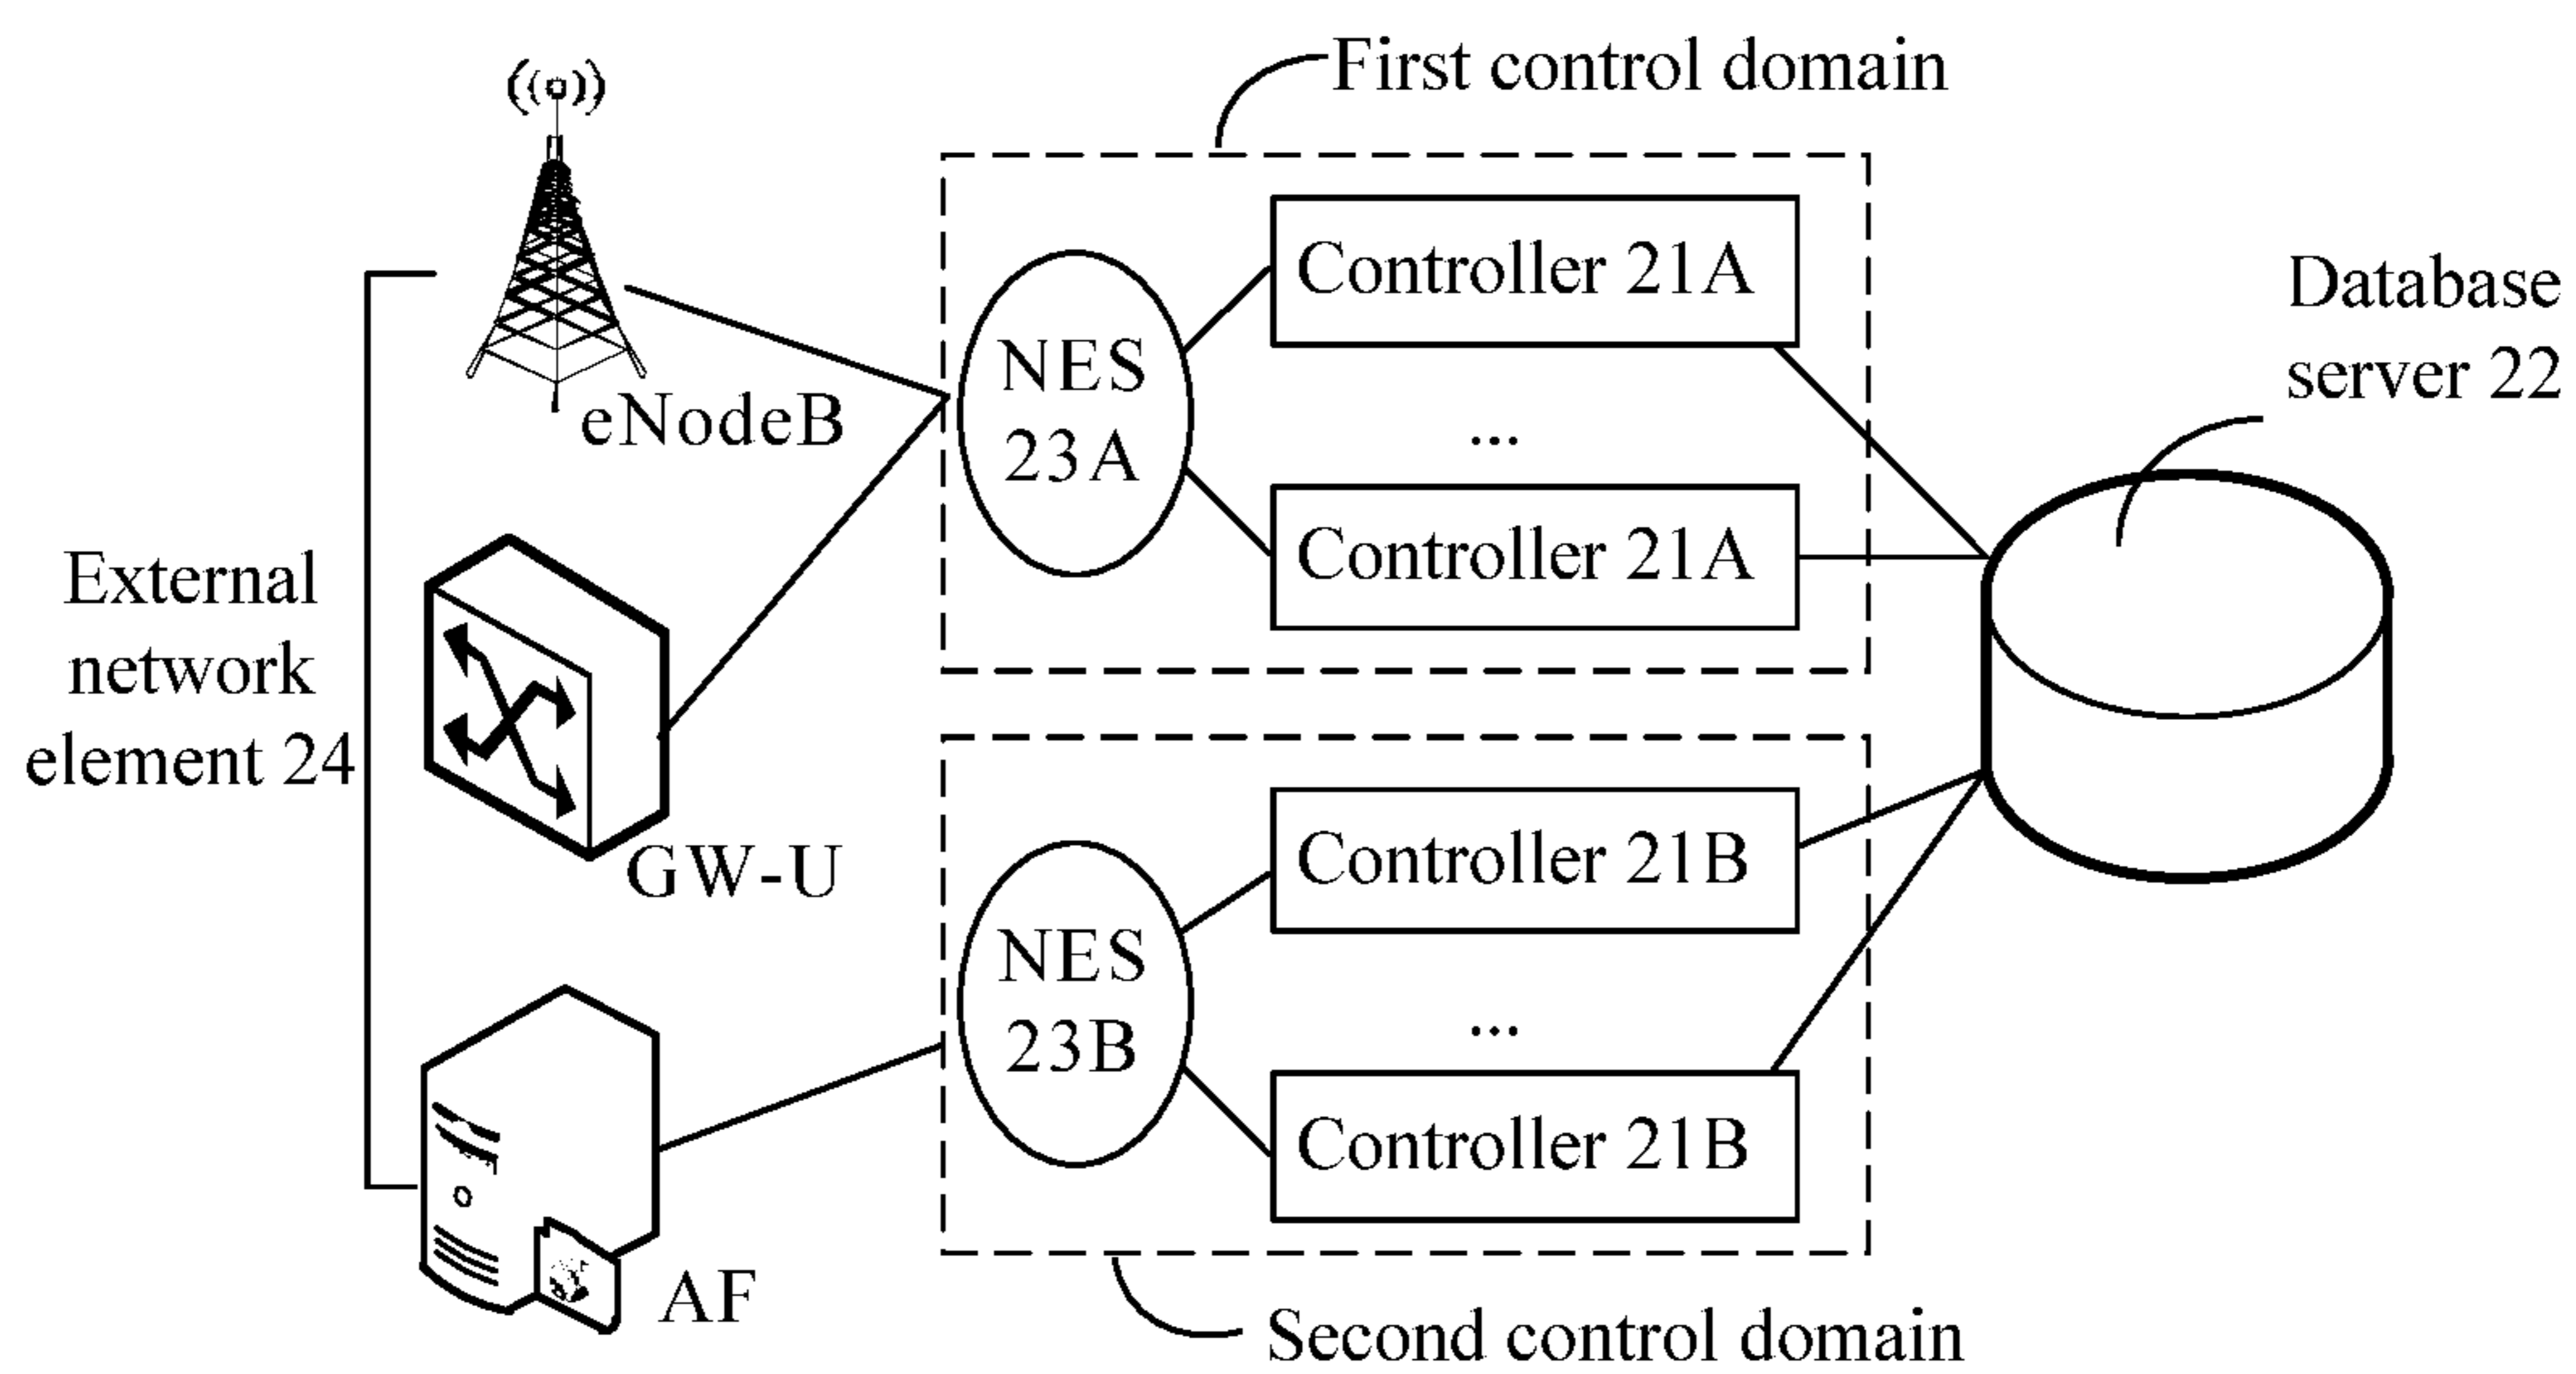 First control domain
Controller 21A
Database
server 22
NES
23A
eNodeB
...
Controller 21A
External
network
element 24
GW-U
Controller 21B
NES
23B
...
Controller 21B
AF
Second control domain